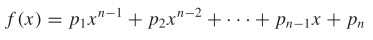 f(x) = p₁xⁿ⁻¹ + p₂xⁿ⁻² + · · · + pₙ₋₁x + pₙ